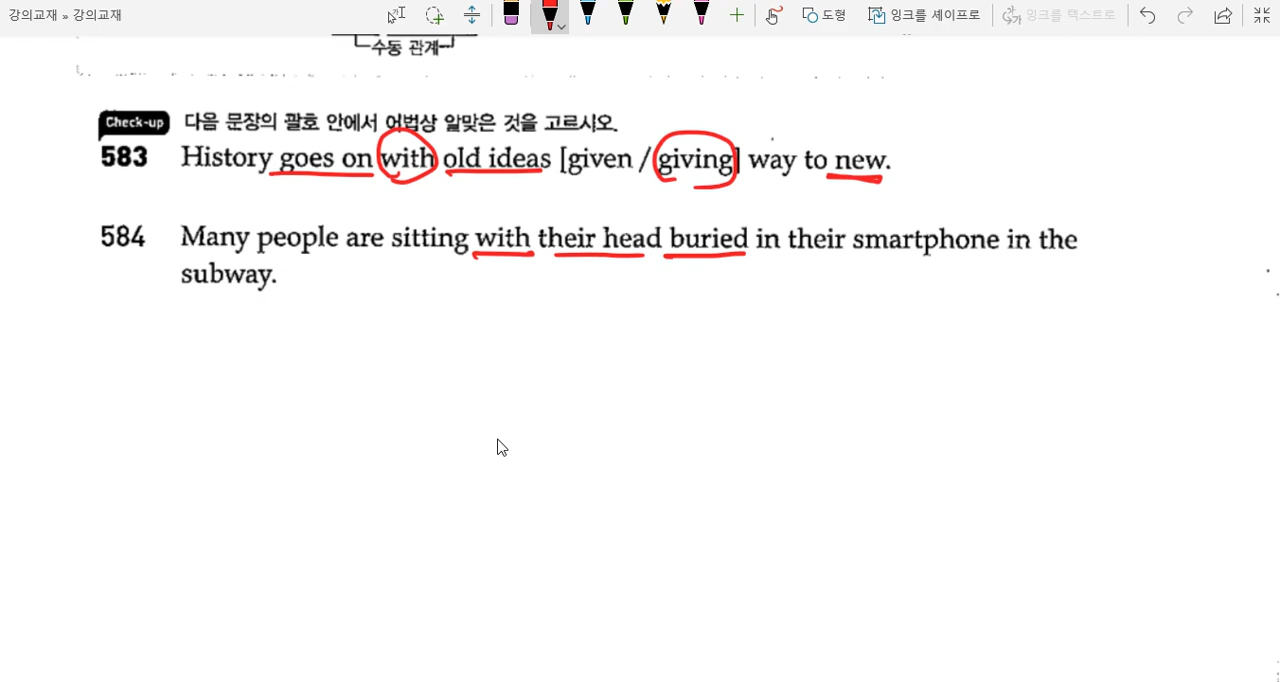 강의교재 » 강의교재
도형
잉크를 셰이프로
잉크를 텍스트로
수동 관계
Check-up 다음 문장의 괄호 안에서 어법상 알맞은 것을 고르시오.
583 History goes on with old ideas [given / giving] way to new.
584 Many people are sitting with their head buried in their smartphone in the
subway.